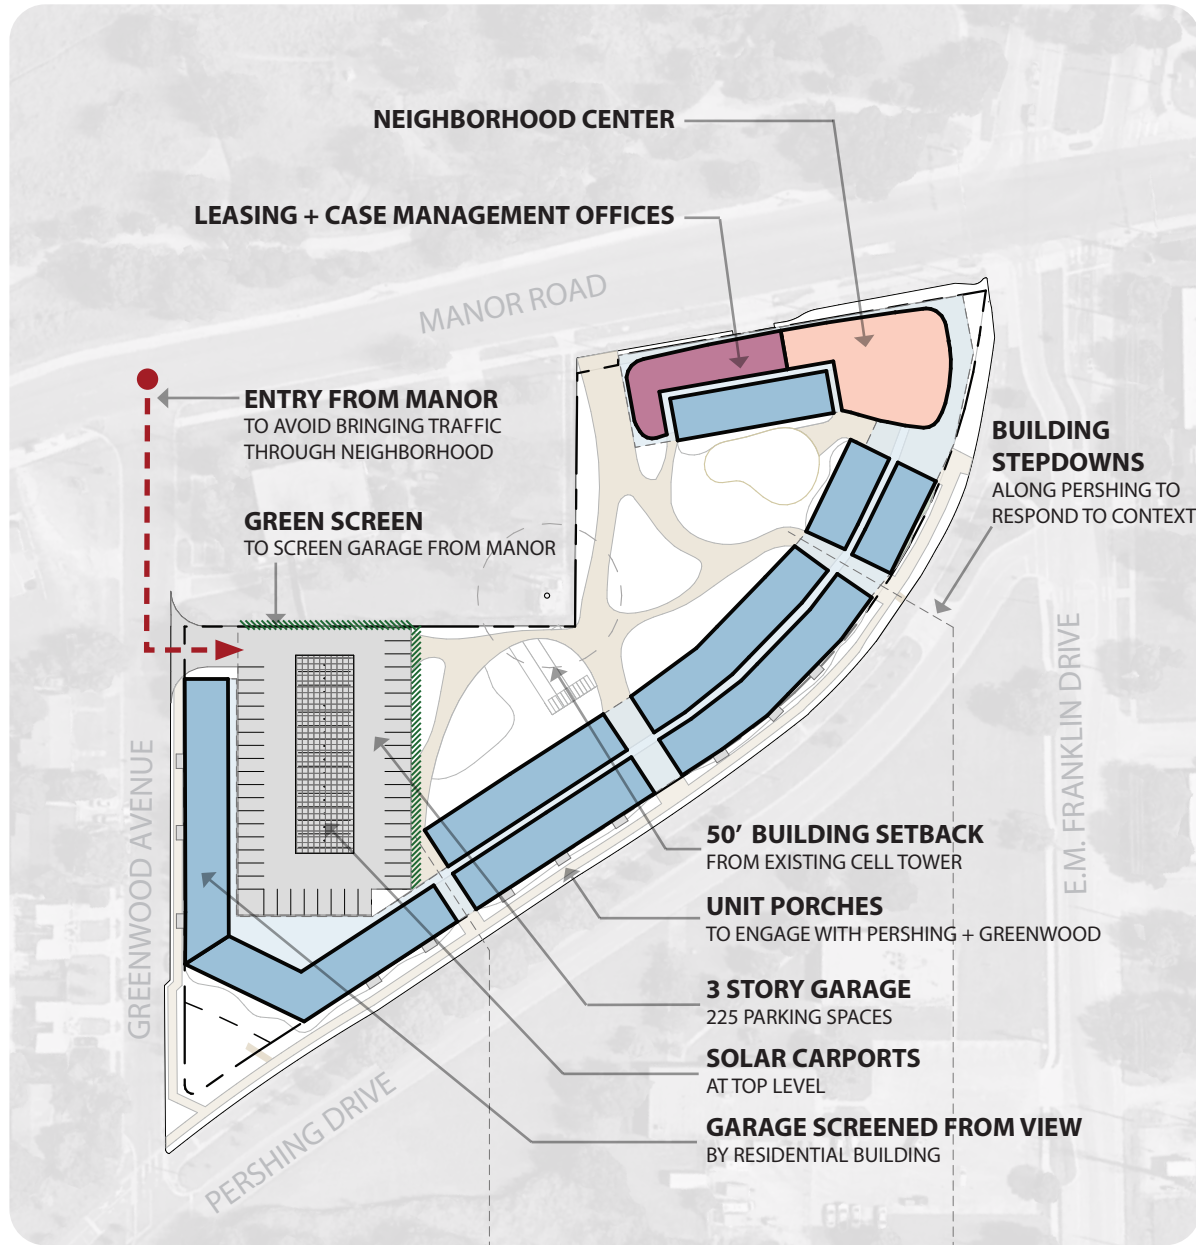 NEIGHBORHOOD CENTER
LEASING + CASE MANAGEMENT OFFICES
MANOR ROAD
ENTRY FROM MANOR
TO AVOID BRINGING TRAFFIC
THROUGH NEIGHBORHOOD
BUILDING
STEPDOWNS
ALONG PERSHING TO
RESPOND TO CONTEXT
GREEN SCREEN
TO SCREEN GARAGE FROM MANOR
E.M. FRANKLIN DRIVE
GREENWOOD AVENUE
50’ BUILDING SETBACK
FROM EXISTING CELL TOWER
UNIT PORCHES
TO ENGAGE WITH PERSHING + GREENWOOD
3 STORY GARAGE
225 PARKING SPACES
SOLAR CARPORTS
AT TOP LEVEL
PERSHING DRIVE
GARAGE SCREENED FROM VIEW
BY RESIDENTIAL BUILDING